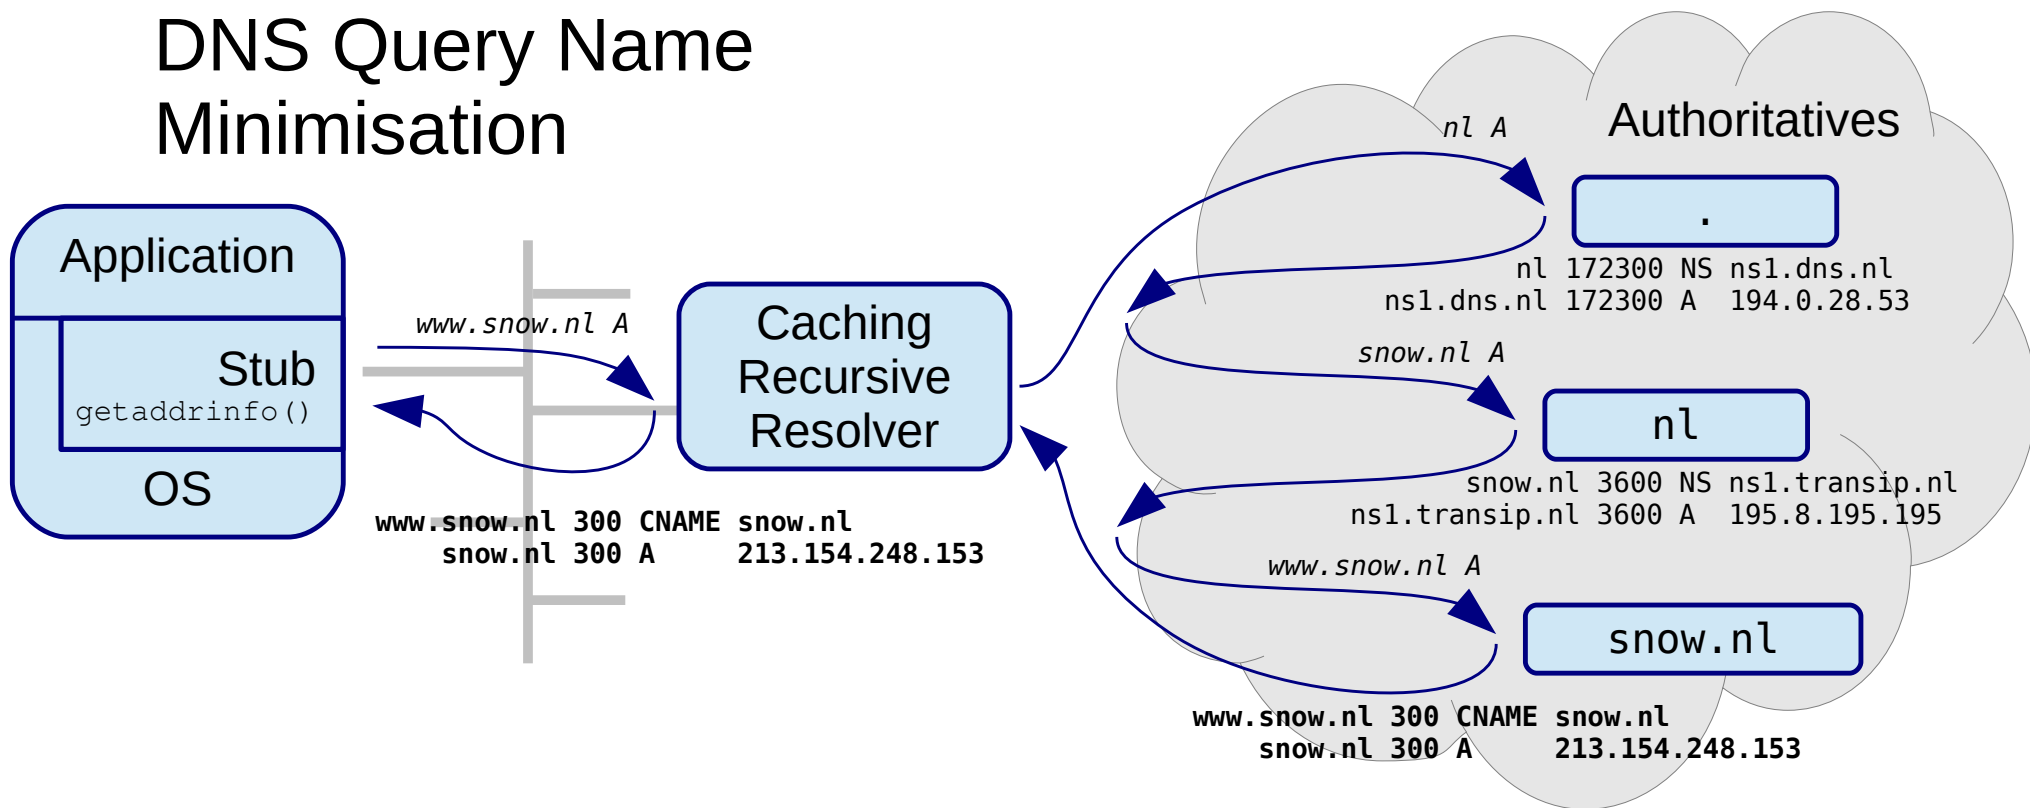 DNS Query Name
Minimisation
Application
Stub
getaddrinfo()
OS
www.snow.nl A
www.snow.nl 300 CNAME snow.nl
snow.nl 300 A 213.154.248.153
Caching
Recursive
Resolver
Authoritatives
nl A
.
nl 172300 NS ns1.dns.nl
ns1.dns.nl 172300 A 194.0.28.53
snow.nl A
nl
snow.nl 3600 NS ns1.transip.nl
ns1.transip.nl 3600 A 195.8.195.195
www.snow.nl A
snow.nl
www.snow.nl 300 CNAME snow.nl
snow.nl 300 A 213.154.248.153